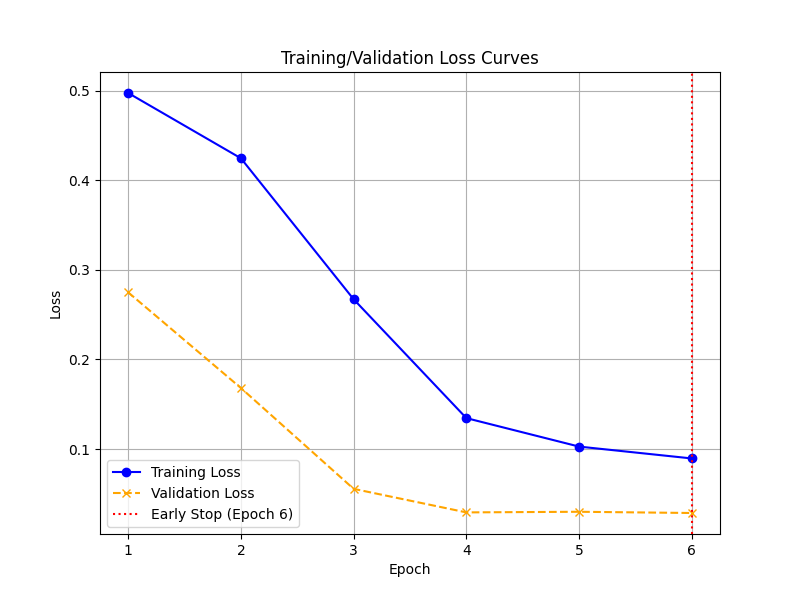 Training/Validation Loss Curves
0.5
0.4
0.3
0.2
0.1
Loss
Training Loss
Validation Loss
Early Stop (Epoch 6)
1 2 3 4 5 6
Epoch